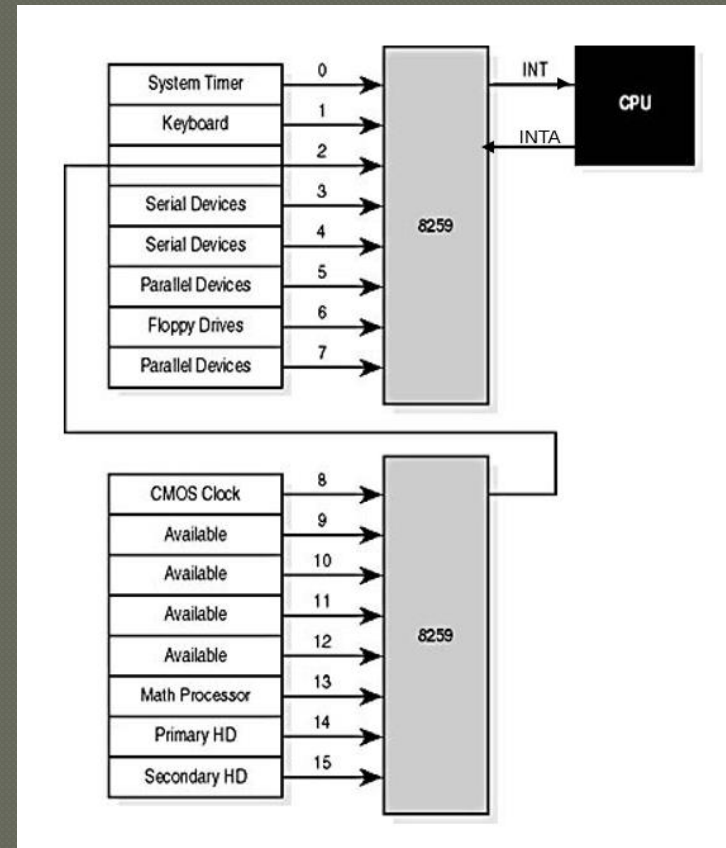 System Timer
0
INT
CPU
Keyboard
1
2
INTA
Serial Devices
3
8259
Serial Devices
4
Parallel Devices
5
Floppy Drives
6
Parallel Devices
7
CMOS Clock
8
Available
9
Available
10
Available
11
Available
12
8259
Math Processor
13
Primary HD
14
Secondary HD
15